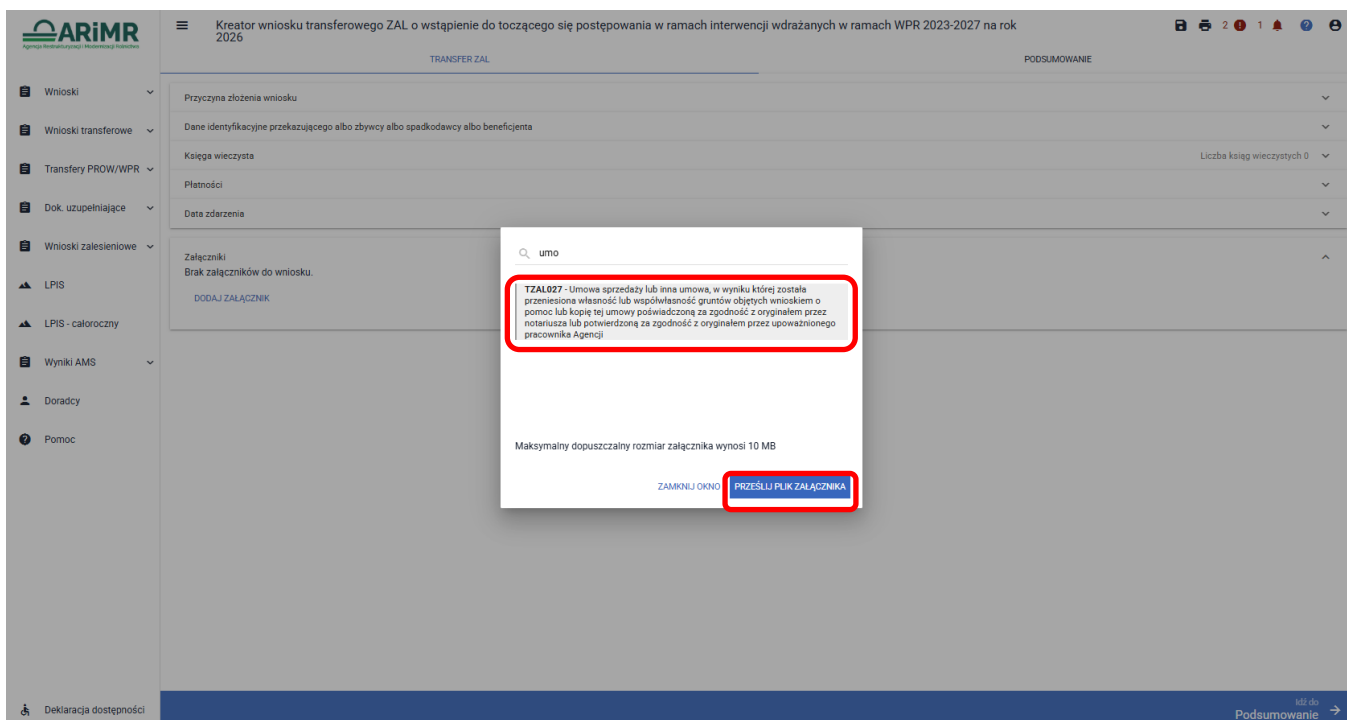 ARiMR
Agencja Restrukturyzacji i Modernizacji Rolnictwa
Kreator wniosku transferowego ZAL o wstąpienie do toczącego się postępowania w ramach interwencji wdrażanych w ramach WPR 2023-2027 na rok
2026
2 1
TRANSFER ZAL
PODSUMOWANIE
Wnioski
Wnioski transferowe
Transfery PROW/WPR
Dok. uzupełniające
Wnioski zalesieniowe
LPIS
LPIS - całoroczny
Wyniki AMS
Doradcy
Pomoc
Deklaracja dostępności
Przyczyna złożenia wniosku
Dane identyfikacyjne przekazującego albo zbywcy albo spadkodawcy albo beneficjenta
Księga wieczysta
Liczba ksiąg wieczystych 0
Płatności
Data zdarzenia
Załączniki
Brak załączników do wniosku.
DODAJ ZAŁĄCZNIK
umo
TZAL027 - Umowa sprzedaży lub inna umowa, w wyniku której została
przeniesiona własność lub współwłasność gruntów objętych wnioskiem o
pomoc lub kopię tej umowy poświadczoną za zgodność z oryginałem przez
notariusza lub potwierdzoną za zgodność z oryginałem przez upoważnionego
pracownika Agencji
Maksymalny dopuszczalny rozmiar załącznika wynosi 10 MB
ZAMKNIJ OKNO
PRZEŚLIJ PLIK ZAŁĄCZNIKA
Idź do
Podsumowanie